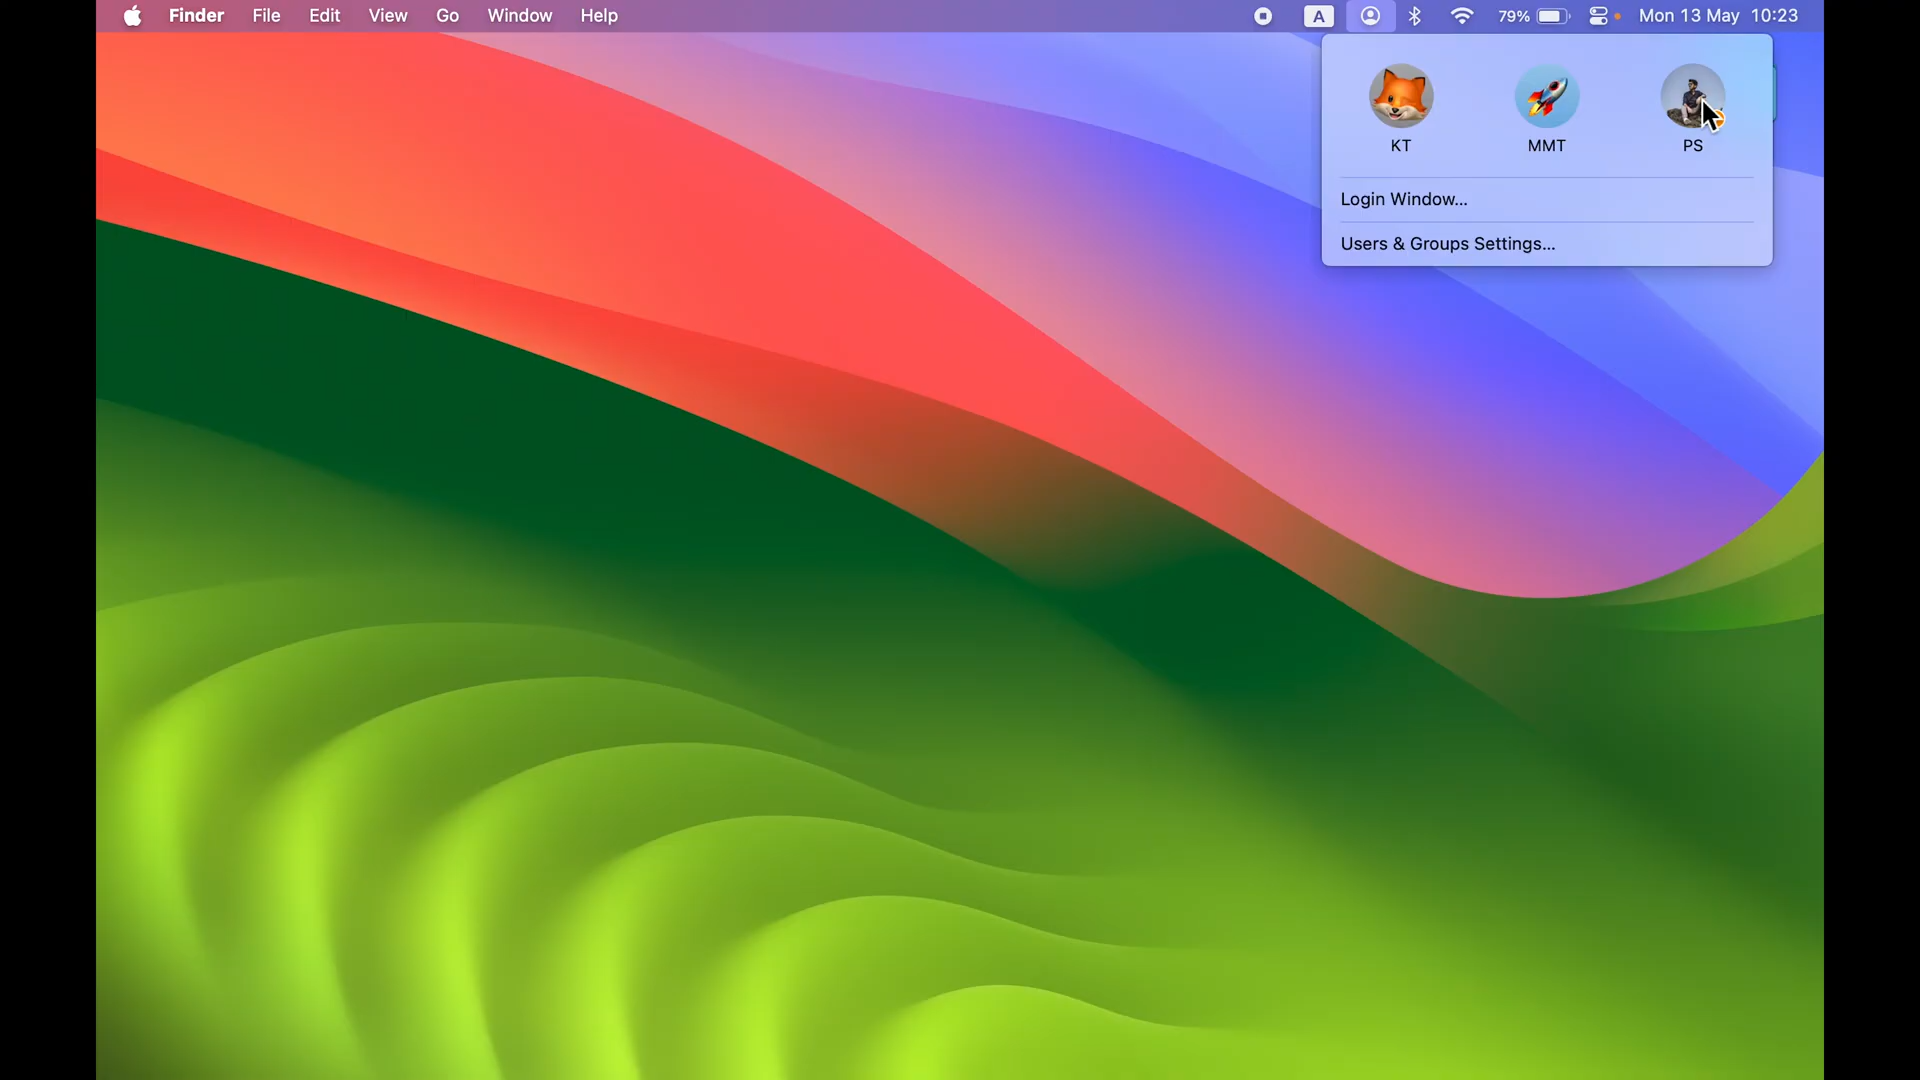 Finder File Edit View Go Window Help A 79% Mon 13 May 10:23
KT MMT PS
Login Window...
Users & Groups Settings...